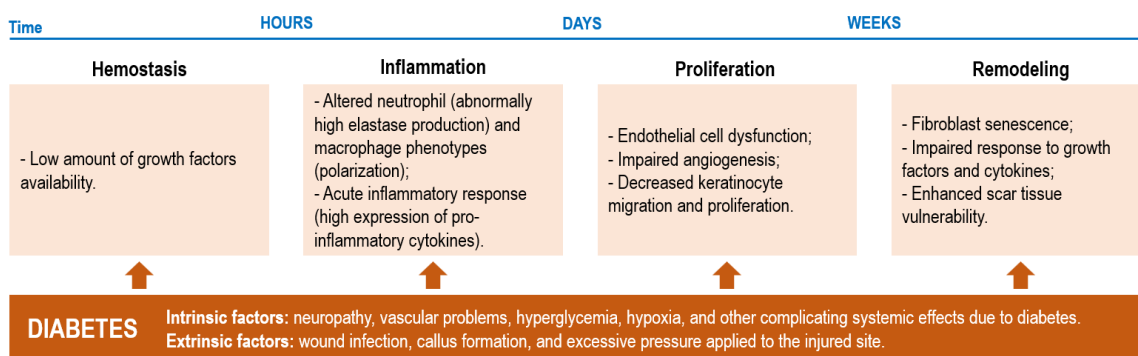 Time HOURS DAYS WEEKS
Hemostasis
- Low amount of growth factors
availability.
Inflammation
- Altered neutrophil (abnormally
high elastase production) and
macrophage phenotypes
(polarization);
- Acute inflammatory response
(high expression of pro-
inflammatory cytokines).
Proliferation
- Endothelial cell dysfunction;
- Impaired angiogenesis;
- Decreased keratinocyte
migration and proliferation.
Remodeling
- Fibroblast senescence;
- Impaired response to growth
factors and cytokines;
- Enhanced scar tissue
vulnerability.
DIABETES
Intrinsic factors: neuropathy, vascular problems, hyperglycemia, hypoxia, and other complicating systemic effects due to diabetes.
Extrinsic factors: wound infection, callus formation, and excessive pressure applied to the injured site.